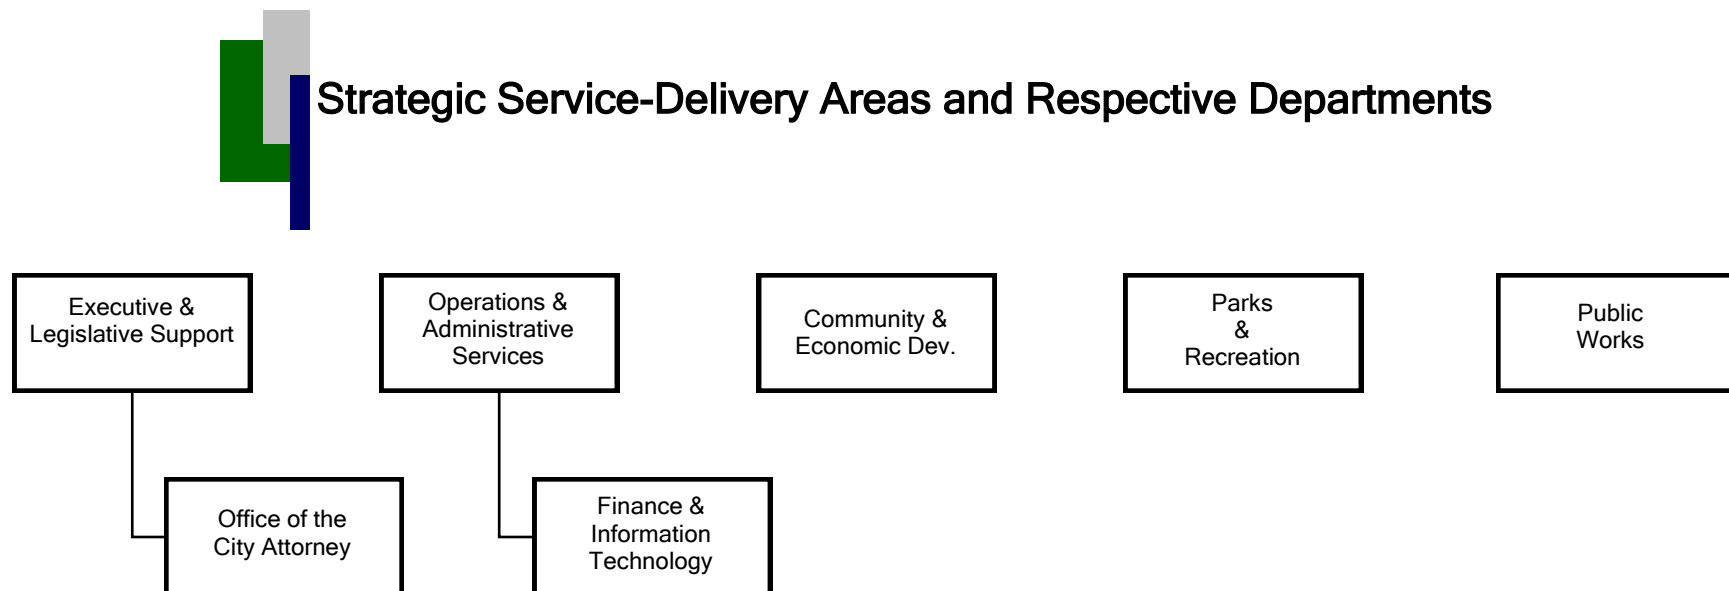 Strategic Service-Delivery Areas and Respective Departments
Executive &
Legislative Support
Operations &
Administrative
Services
Community &
Economic Dev.
Parks
&
Recreation
Public
Works
Office of the
City Attorney
Finance &
Information
Technology